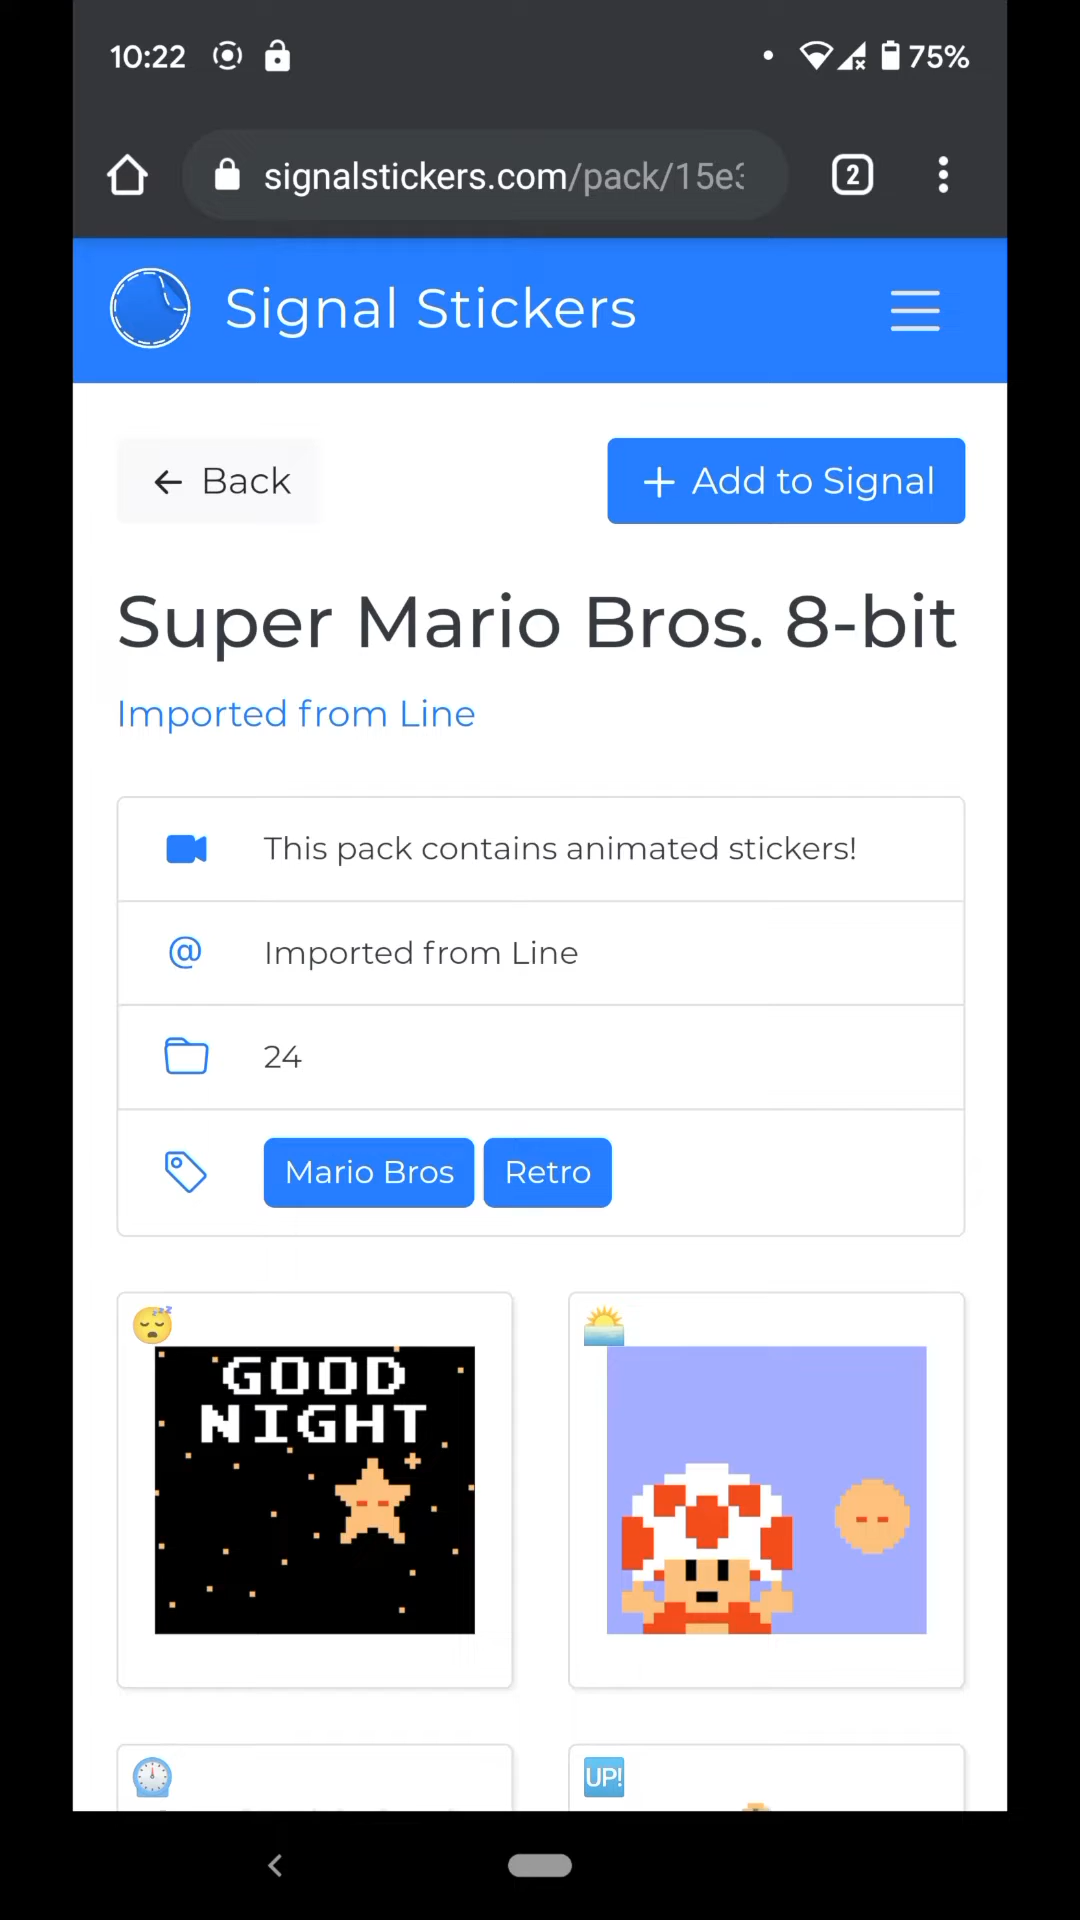 10:22
75%
signalstickers.com/pack/15e3
2
Signal Stickers
← Back
+ Add to Signal
Super Mario Bros. 8-bit
Imported from Line
This pack contains animated stickers!
@ Imported from Line
24
Mario Bros Retro
GOOD
NIGHT
UP!